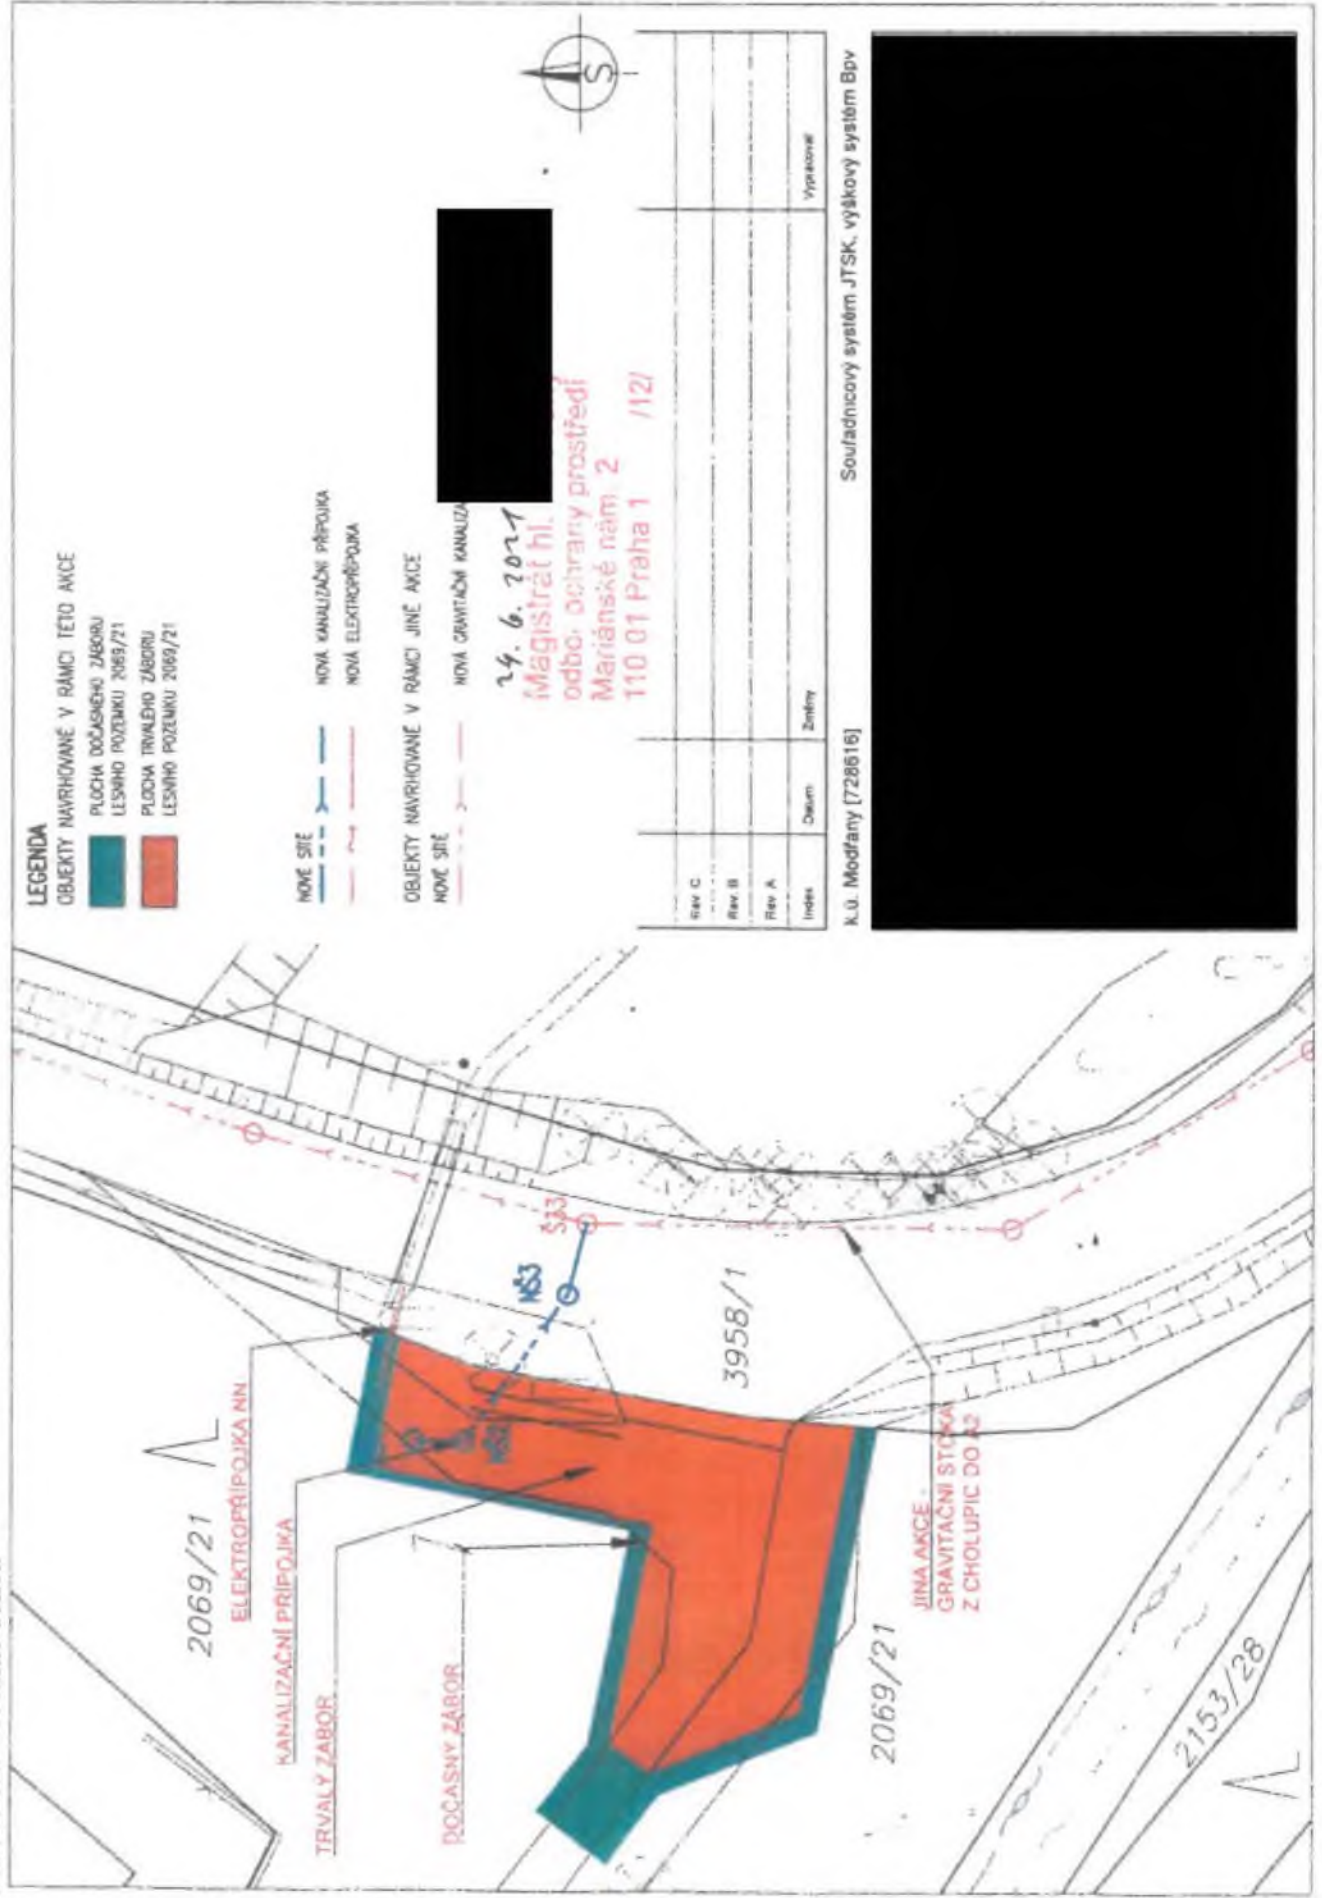 LEGENDA
OBJEKTY NAVRHOVANÉ V RÁMCI TÉTO AKCE
PLOCHA DOČASNÉHO ZÁBORU
LESNÍHO POZEMKU 2069/21
PLOCHA TRVALÉHO ZÁBORU
LESNÍHO POZEMKU 2069/21
NOVÉ SÍTĚ
NOVÁ KANALIZAČNÍ PŘÍPOJKA
NOVÁ ELEKTROPŘÍPOJKA
OBJEKTY NAVRHOVANÉ V RÁMCI JINÉ AKCE
NOVÉ SÍTĚ
NOVÁ GRAVITAČNÍ KANALIZA
24. 6. 2021
Magistrát hl.
odbor ochrany prostředí
Mariánské nám. 2
110 01 Praha 1 /12/
S
Rev. C
Rev. B
Rev. A
Index Datum Změny Vypracoval
K.ú. Modřany [728616] Souřadnicový systém JTSK, výškový systém Bpv
2069/21
ELEKTROPŘÍPOJKA NN
KANALIZAČNÍ PŘÍPOJKA
TRVALÝ ZÁBOR
DOČASNÝ ZÁBOR
Š33
NŠ3
3958/1
2069/21
JINÁ AKCE
GRAVITAČNÍ STOKA
Z CHOLUPIC DO A2
2153/28